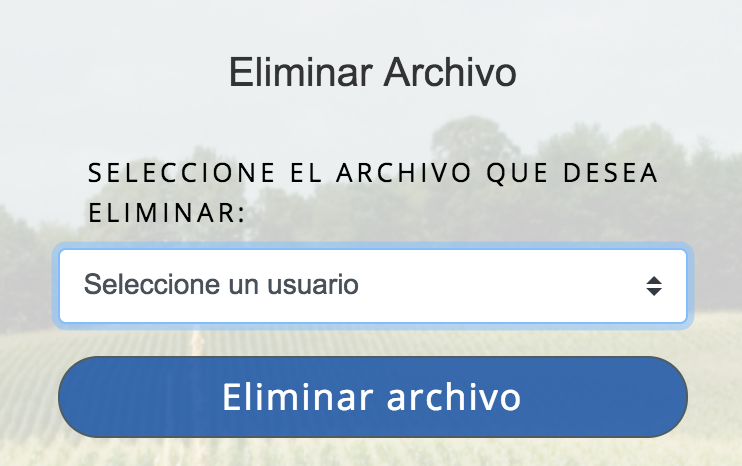 Eliminar Archivo
SELECCIONE EL ARCHIVO QUE DESEA
ELIMINAR:
Seleccione un usuario
Eliminar archivo